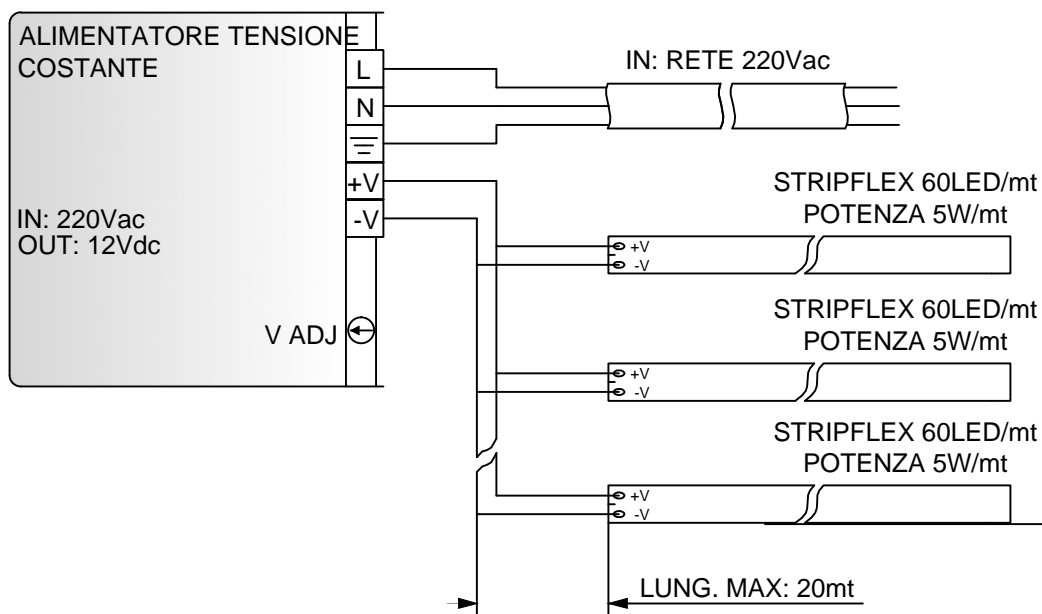 ALIMENTATORE TENSIONE
COSTANTE
L
N
+V
-V
IN: 220Vac
OUT: 12Vdc
V ADJ
IN: RETE 220Vac
STRIPFLEX 60LED/mt
POTENZA 5W/mt
+V
-V
STRIPFLEX 60LED/mt
POTENZA 5W/mt
+V
-V
STRIPFLEX 60LED/mt
POTENZA 5W/mt
+V
-V
LUNG. MAX: 20mt